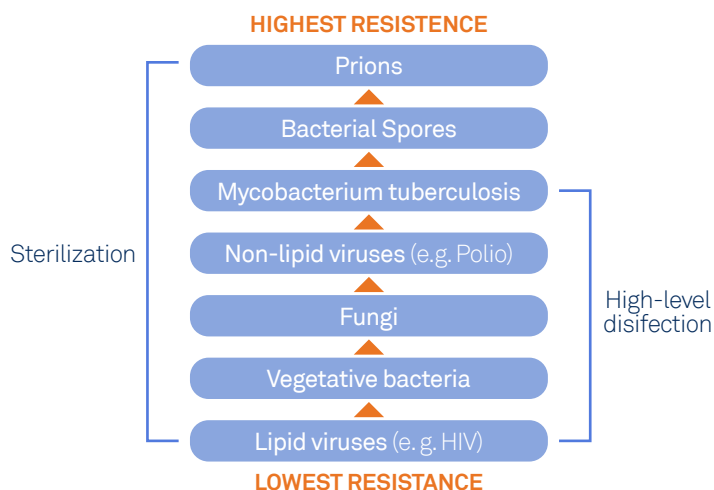 HIGHEST RESISTENCE
Prions
Bacterial Spores
Mycobacterium tuberculosis
Sterilization
Non-lipid viruses (e.g. Polio)
High-level
disifection
Fungi
Vegetative bacteria
Lipid viruses (e. g. HIV)
LOWEST RESISTANCE